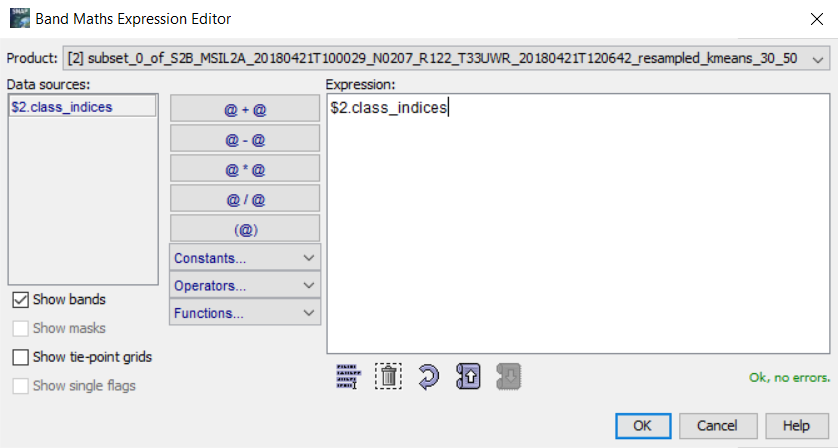 Band Maths Expression Editor
Product: [2] subset_0_of_S2B_MSIL2A_20180421T100029_N0207_R122_T33UWR_20180421T120642_resampled_kmeans_30_50
Data sources:
Expression:
$2.class_indices
@ + @
@ - @
@ * @
@ / @
(@)
Constants...
Operators...
Functions...
$2.class_indices
Show bands
Show masks
Show tie-point grids
Show single flags
Ok, no errors.
OK
Cancel
Help